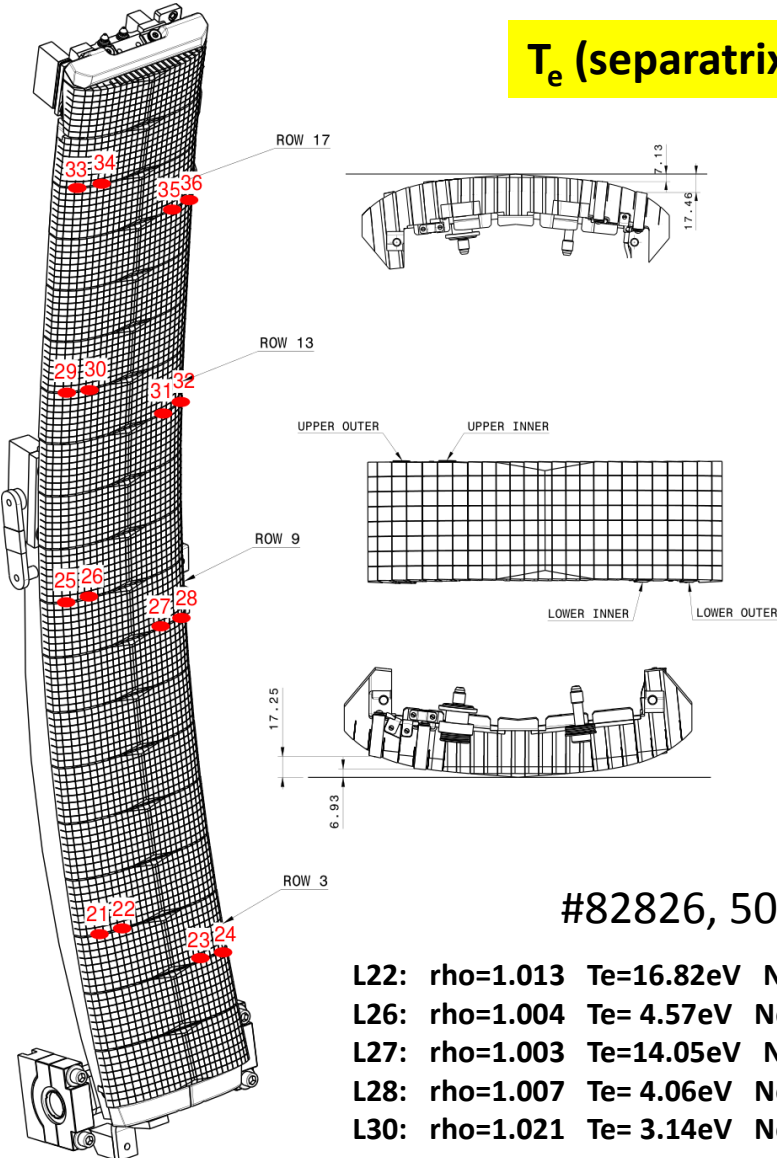 Te (separatrix
ROW 17
33 34
35 36
7.13
17.46
ROW 13
29 30
31 32
UPPER OUTER UPPER INNER
ROW 9
25 26
27 28
LOWER INNER LOWER OUTER
17.25
6.93
ROW 3
21 22
23 24
#82826, 50
L22: rho=1.013 Te=16.82eV N
L26: rho=1.004 Te= 4.57eV Ne
L27: rho=1.003 Te=14.05eV N
L28: rho=1.007 Te= 4.06eV Ne
L30: rho=1.021 Te= 3.14eV Ne